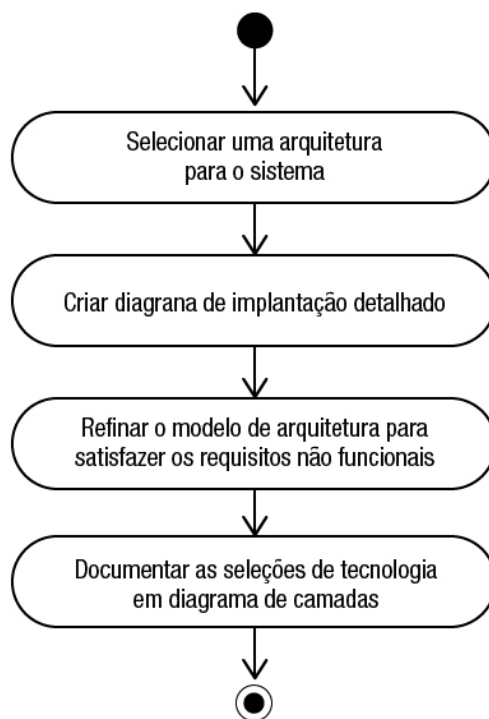 Selecionar uma arquitetura
para o sistema
Criar diagrana de implantação detalhado
Refinar o modelo de arquitetura para
satisfazer os requisitos não funcionais
Documentar as seleções de tecnologia
em diagrama de camadas